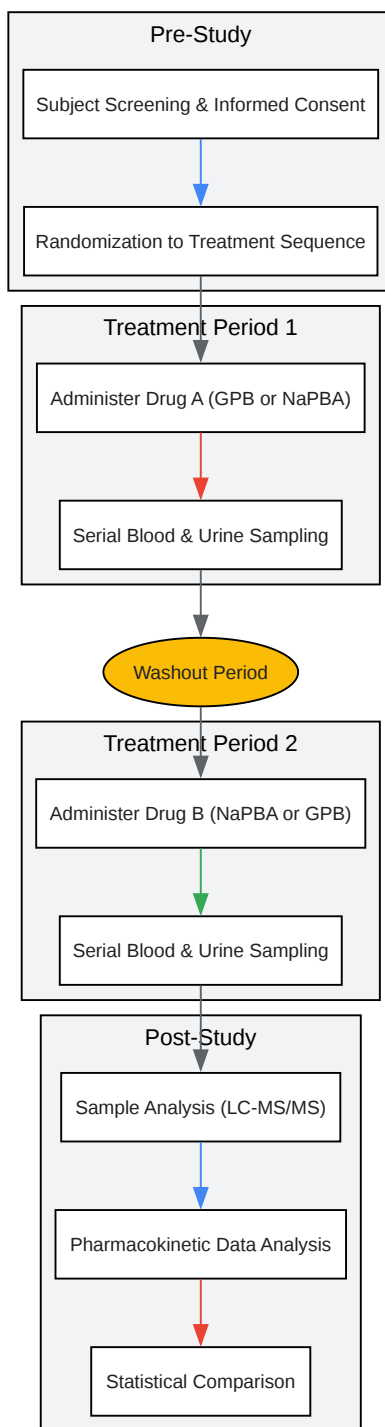 Pre-Study
Subject Screening & Informed Consent
Randomization to Treatment Sequence
Treatment Period 1
Administer Drug A (GPB or NaPBA)
Serial Blood & Urine Sampling
Washout Period
Treatment Period 2
Administer Drug B (NaPBA or GPB)
Serial Blood & Urine Sampling
Post-Study
Sample Analysis (LC-MS/MS)
Pharmacokinetic Data Analysis
Statistical Comparison